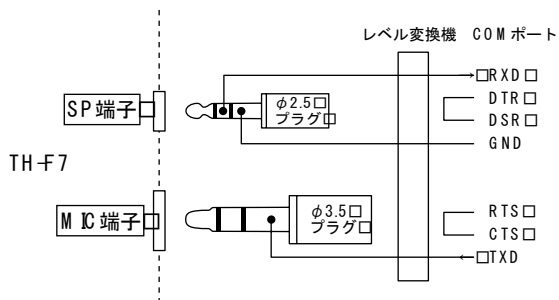 レベル変換機 COMポート
□RXD□
DTR□
DSR□
GND
SP端子□
φ2.5□
プラグ□
TH-F7
MIC端子□
φ3.5□
プラグ□
RTS□
CTS□
□TXD